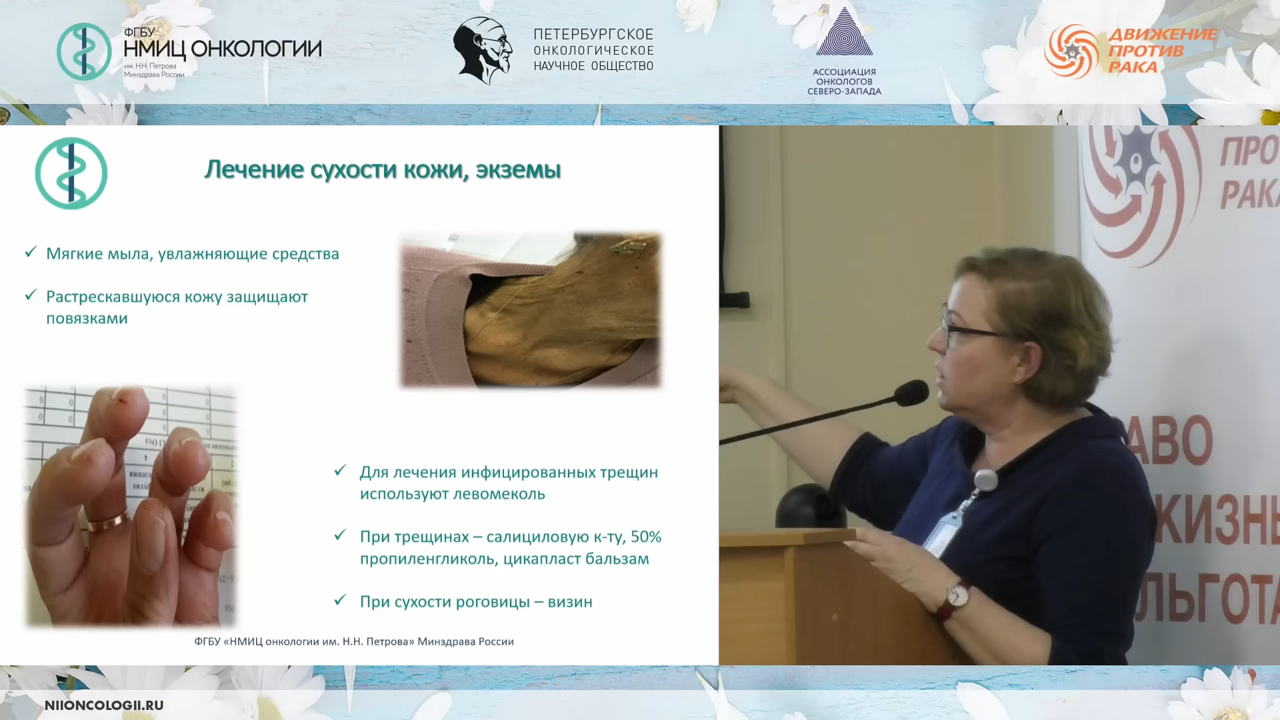 ФГБУ
НМИЦ ОНКОЛОГИИ
им. Н.Н. Петрова
Минздрава России
ПЕТЕРБУРГСКОЕ
ОНКОЛОГИЧЕСКОЕ
НАУЧНОЕ ОБЩЕСТВО
АССОЦИАЦИЯ
ОНКОЛОГОВ
СЕВЕРО-ЗАПАДА
ДВИЖЕНИЕ
ПРОТИВ
РАКА
Лечение сухости кожи, экземы
Мягкие мыла, увлажняющие средства
Растрескавшуюся кожу защищают
повязками
Для лечения инфицированных трещин
используют левомеколь
При трещинах – салициловую к-ту, 50%
пропиленгликоль, цикапласт бальзам
При сухости роговицы – визин
ФГБУ «НМИЦ онкологии им. Н.Н. Петрова» Минздрава России
ПРО
РАКА
АВО
ЖИЗНЬ
ЛЬГОТА
NIIONCOLOGII.RU